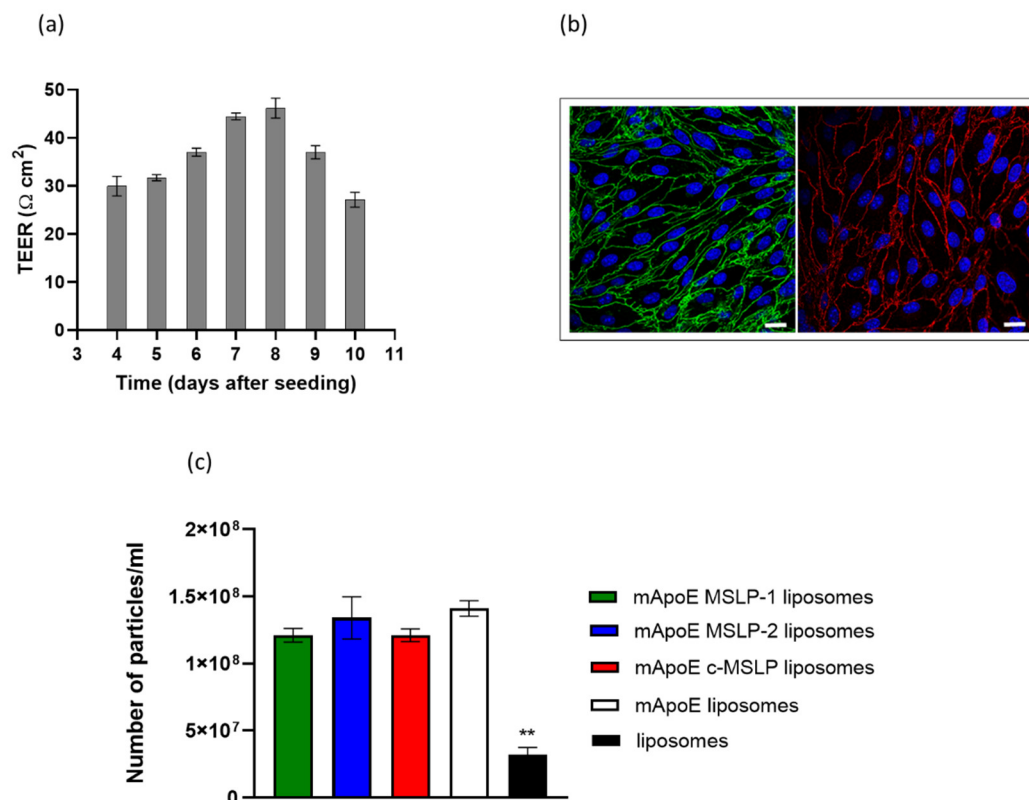 (a)
(b)
50
40
30
20
10
0
TEER (Ω cm²)
3 4 5 6 7 8 9 10 11
Time (days after seeding)
(c)
2×10⁸
1.5×10⁸
1×10⁸
5×10⁷
0
Number of particles/ml
**
mApoE MSLP-1 liposomes
mApoE MSLP-2 liposomes
mApoE c-MSLP liposomes
mApoE liposomes
liposomes